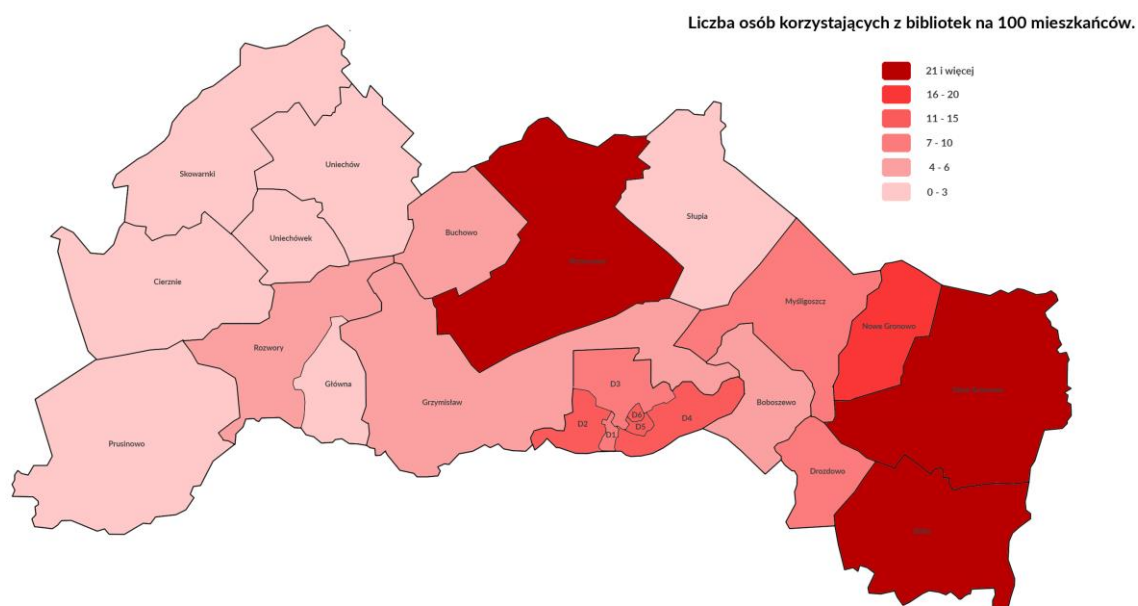 Liczba osób korzystających z bibliotek na 100 mieszkańców.
21 i więcej
16 - 20
11 - 15
7 - 10
4 - 6
0 - 3
Skowarnki
Uniechów
Uniechówek
Buchowo
Słupia
Cierznie
Myśligoszcz
Nowe Gronowo
Rozwory
Główna
Grzymisław
D3
D6
D2
D1
D5
D4
Boboszewo
Prusinowo
Drozdowo